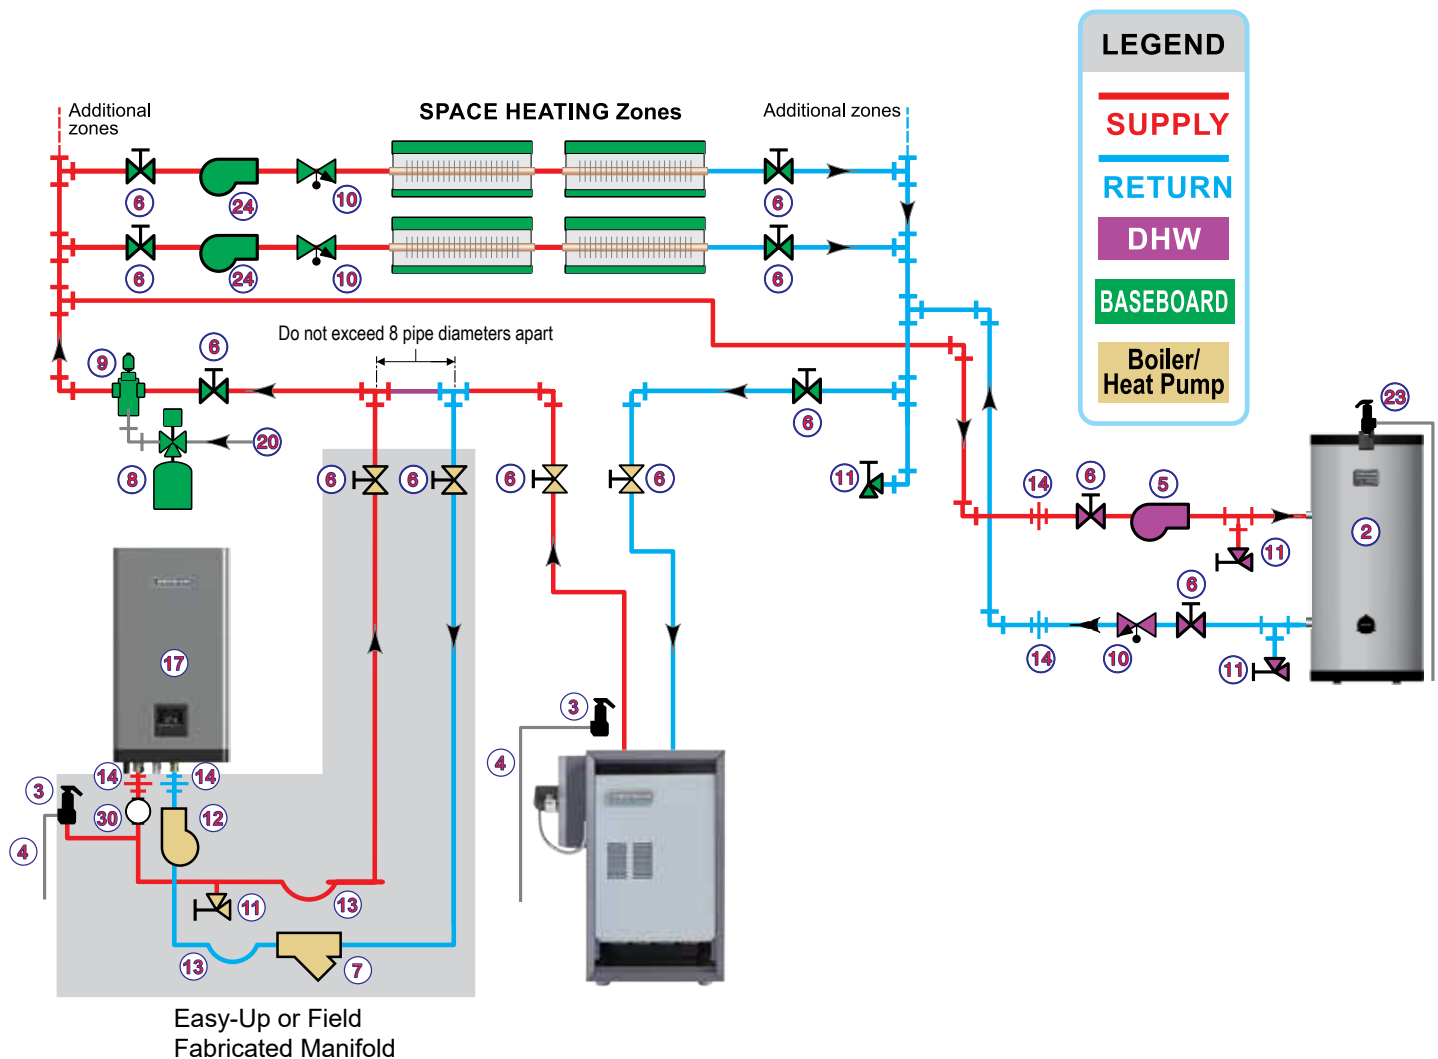 LEGEND
SUPPLY
RETURN
DHW
BASEBOARD
Boiler/
Heat Pump
Additional
zones
SPACE HEATING Zones
Additional zones
6
24
10
6
6
24
10
6
Do not exceed 8 pipe diameters apart
9
6
6
23
20
8
6
6
6
6
11
14
6
5
2
11
6
14
10
11
17
3
4
14
14
3
30
12
4
11
13
13
7
Easy-Up or Field
Fabricated Manifold